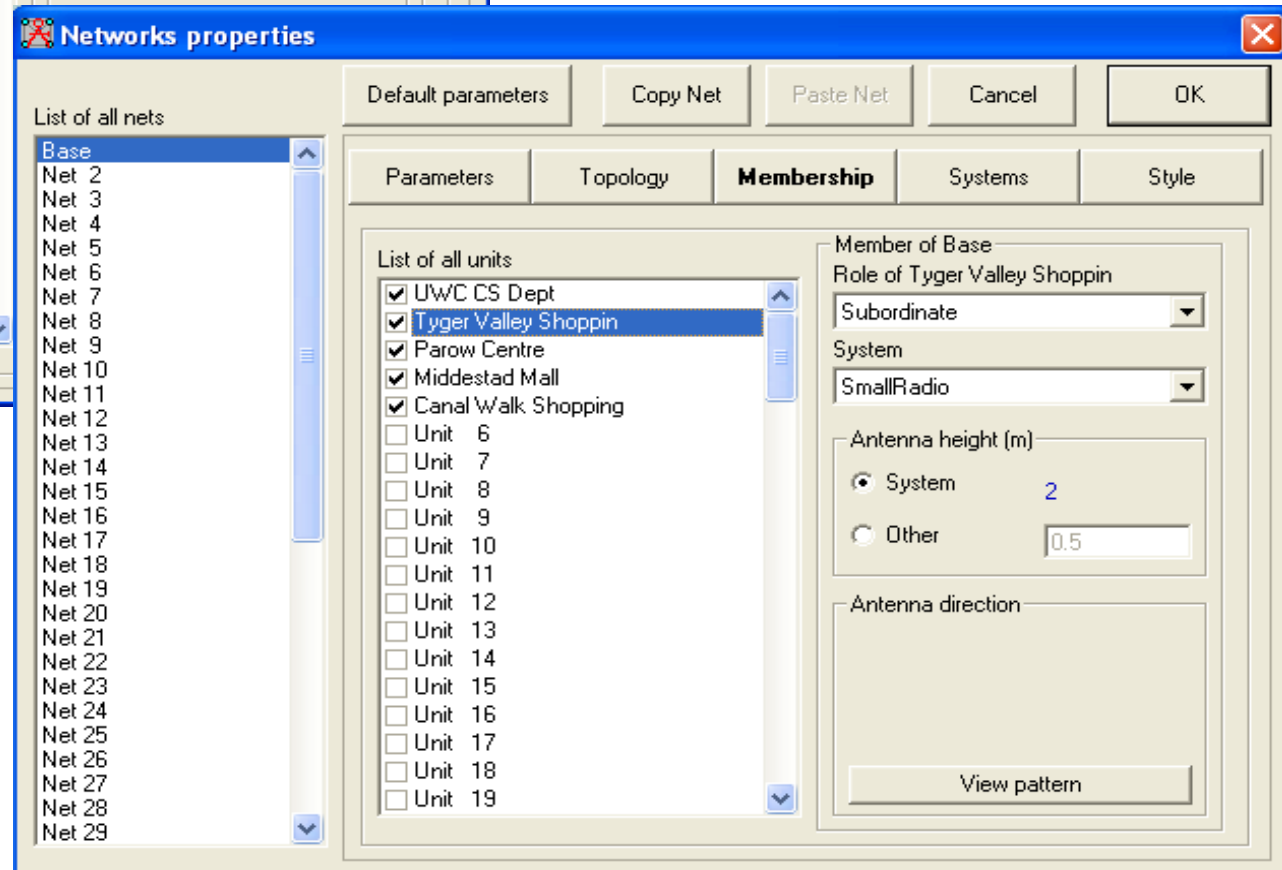 Networks properties
Default parameters
Copy Net
Paste Net
Cancel
OK
List of all nets
Base
Net 2
Net 3
Net 4
Net 5
Net 6
Net 7
Net 8
Net 9
Net 10
Net 11
Net 12
Net 13
Net 14
Net 15
Net 16
Net 17
Net 18
Net 19
Net 20
Net 21
Net 22
Net 23
Net 24
Net 25
Net 26
Net 27
Net 28
Net 29
Parameters
Topology
Membership
Systems
Style
List of all units
UWC CS Dept
Tyger Valley Shoppin
Parow Centre
Middestad Mall
Canal Walk Shopping
Unit 6
Unit 7
Unit 8
Unit 9
Unit 10
Unit 11
Unit 12
Unit 13
Unit 14
Unit 15
Unit 16
Unit 17
Unit 18
Unit 19
Member of Base
Role of Tyger Valley Shoppin
Subordinate
System
SmallRadio
Antenna height (m)
System 2
Other 0.5
Antenna direction
View pattern